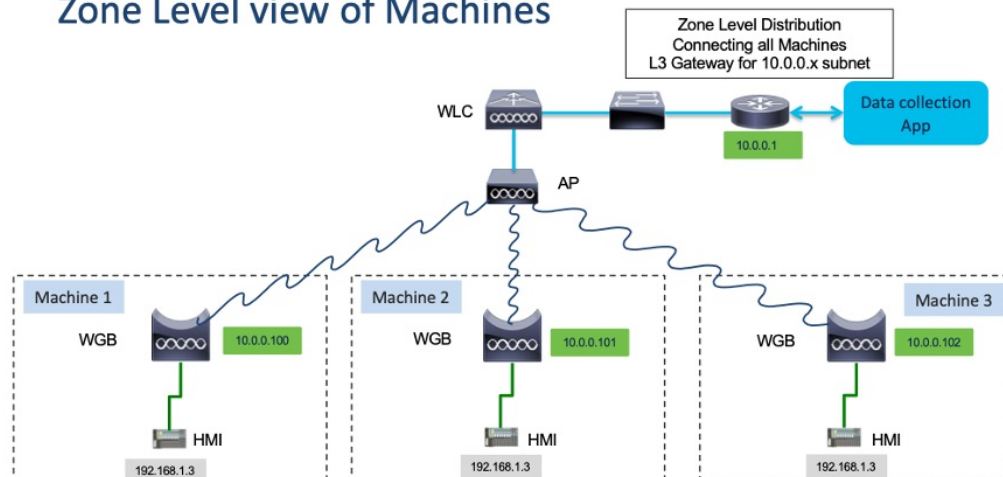 Zone Level view of Machines
Zone Level Distribution
Connecting all Machines
L3 Gateway for 10.0.0.x subnet
WLC
Data collection
App
10.0.0.1
AP
Machine 1
Machine 2
Machine 3
WGB
10.0.0.100
WGB
10.0.0.101
WGB
10.0.0.102
HMI
HMI
HMI
192.168.1.3
192.168.1.3
192.168.1.3